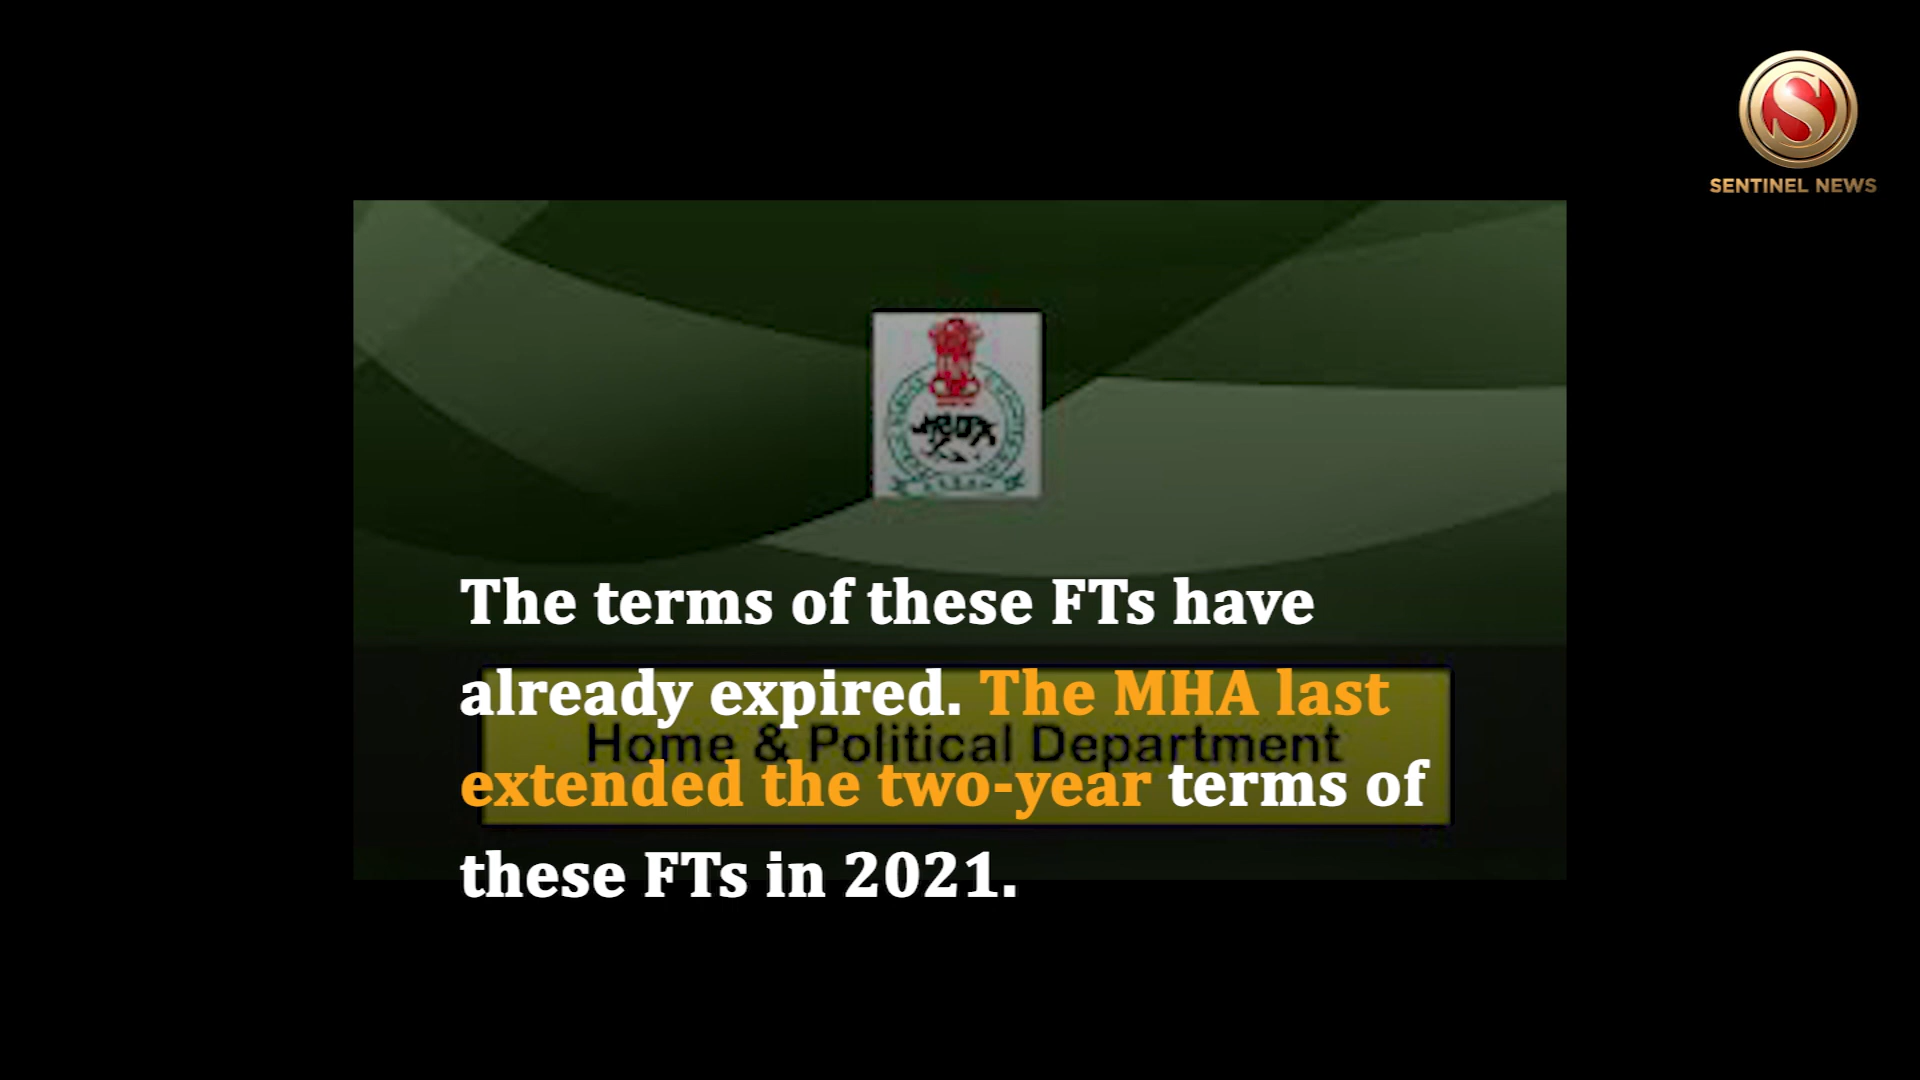 SENTINEL NEWS
The terms of these FTs have
already expired. The MHA last
Home & Political Department
extended the two-year terms of
these FTs in 2021.